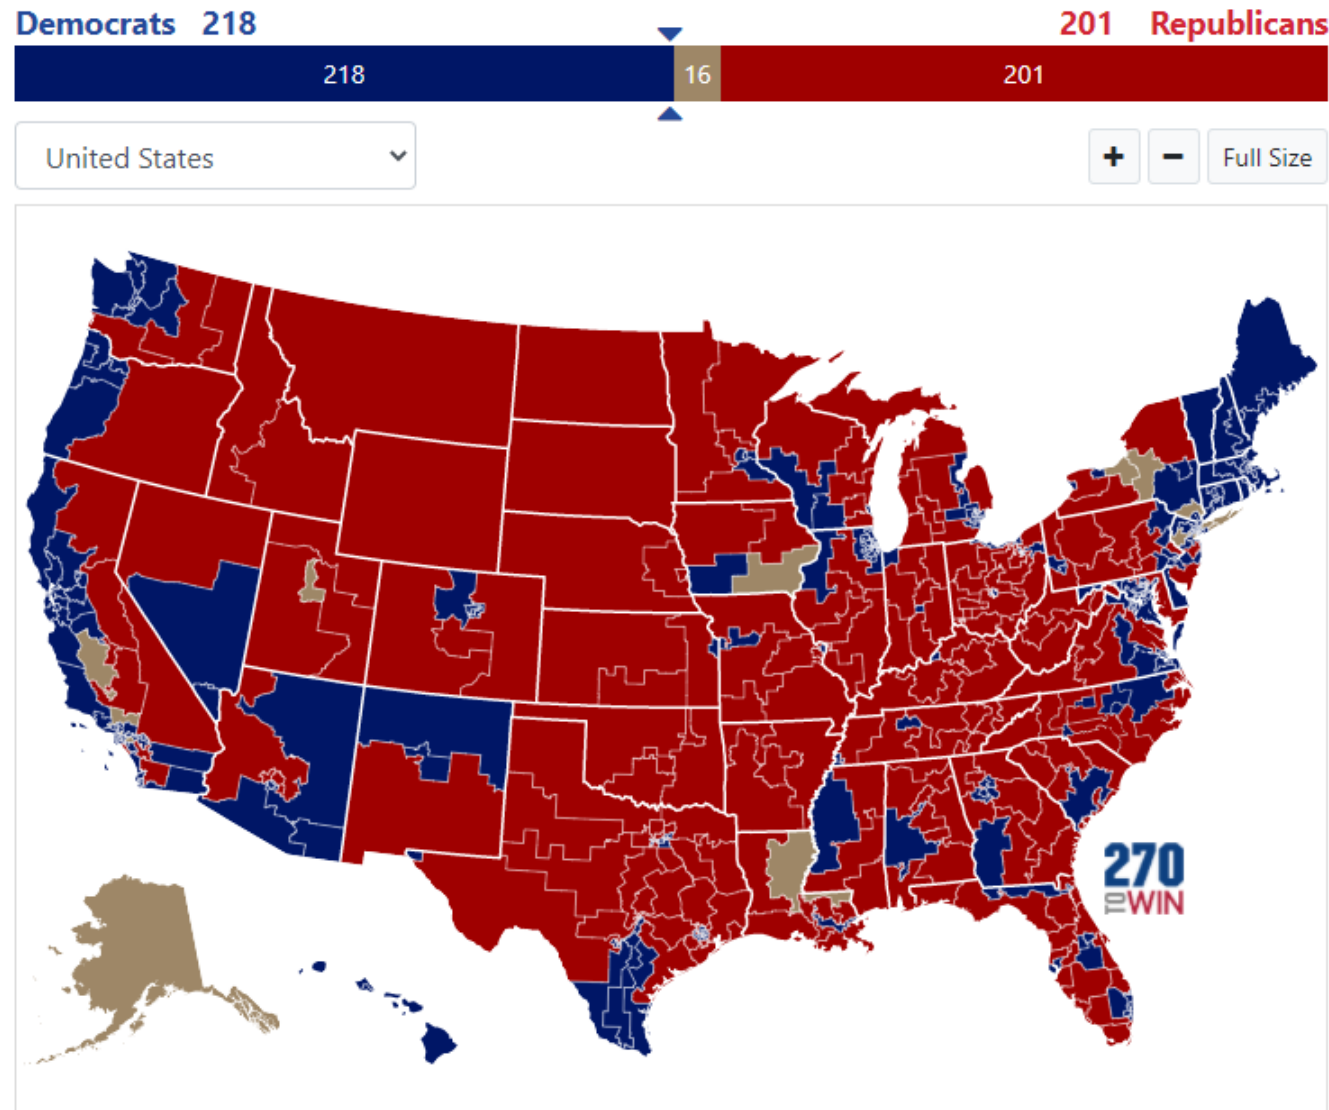 Democrats 218 201 Republicans
218 16 201
United States + − Full Size
270
TO WIN